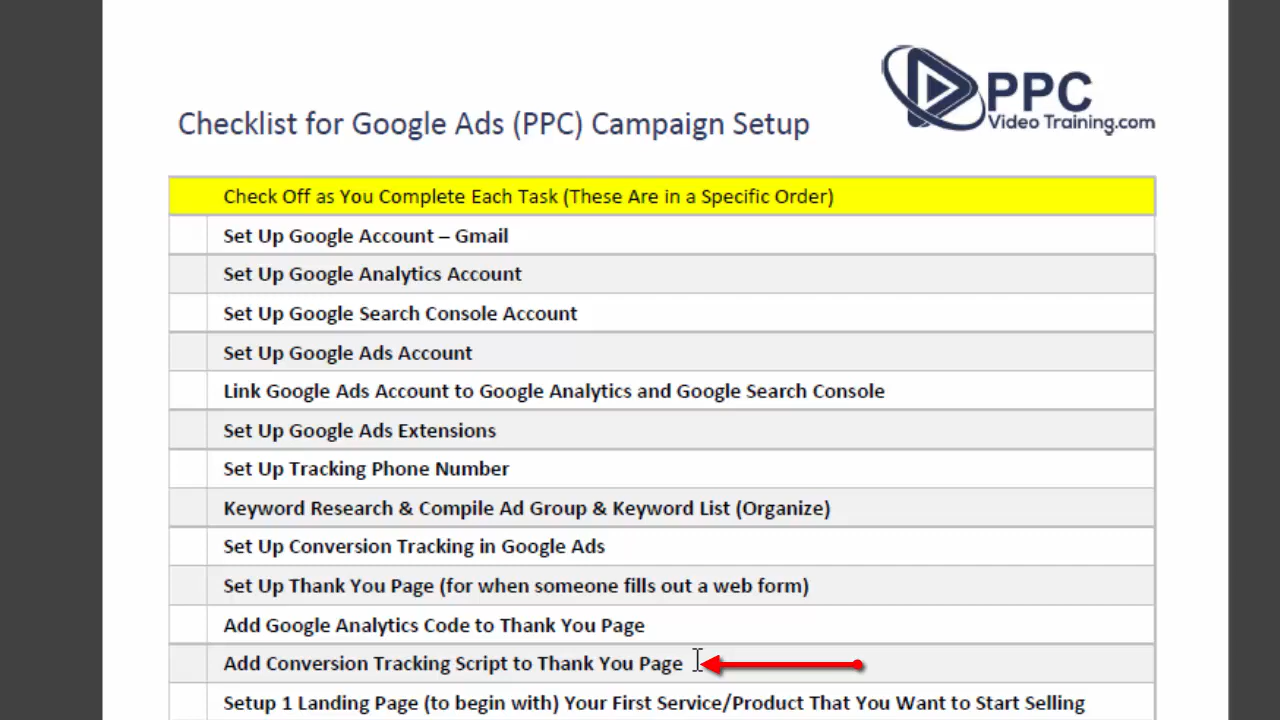 PPC
Video Training.com
Checklist for Google Ads (PPC) Campaign Setup
Check Off as You Complete Each Task (These Are in a Specific Order)
Set Up Google Account – Gmail
Set Up Google Analytics Account
Set Up Google Search Console Account
Set Up Google Ads Account
Link Google Ads Account to Google Analytics and Google Search Console
Set Up Google Ads Extensions
Set Up Tracking Phone Number
Keyword Research & Compile Ad Group & Keyword List (Organize)
Set Up Conversion Tracking in Google Ads
Set Up Thank You Page (for when someone fills out a web form)
Add Google Analytics Code to Thank You Page
Add Conversion Tracking Script to Thank You Page
Setup 1 Landing Page (to begin with) Your First Service/Product That You Want to Start Selling